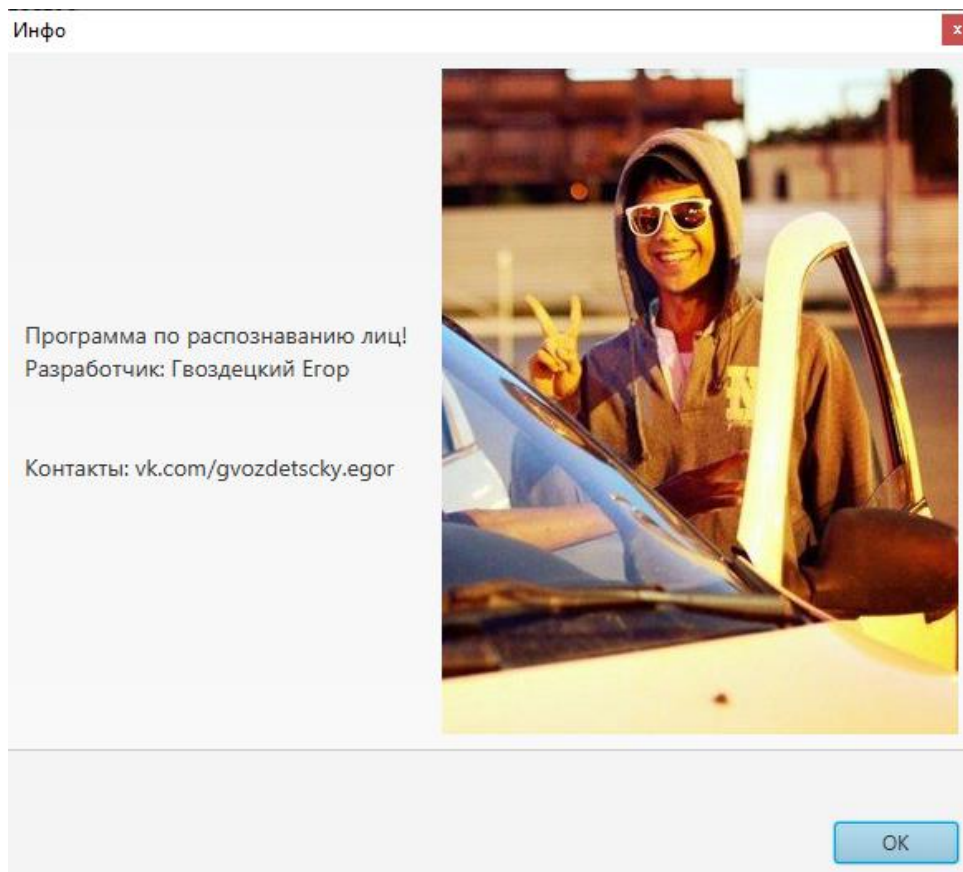 Инфо
x
Программа по распознаванию лиц!
Разработчик: Гвоздецкий Егор
Контакты: vk.com/gvozdetscky.egor
N
OK